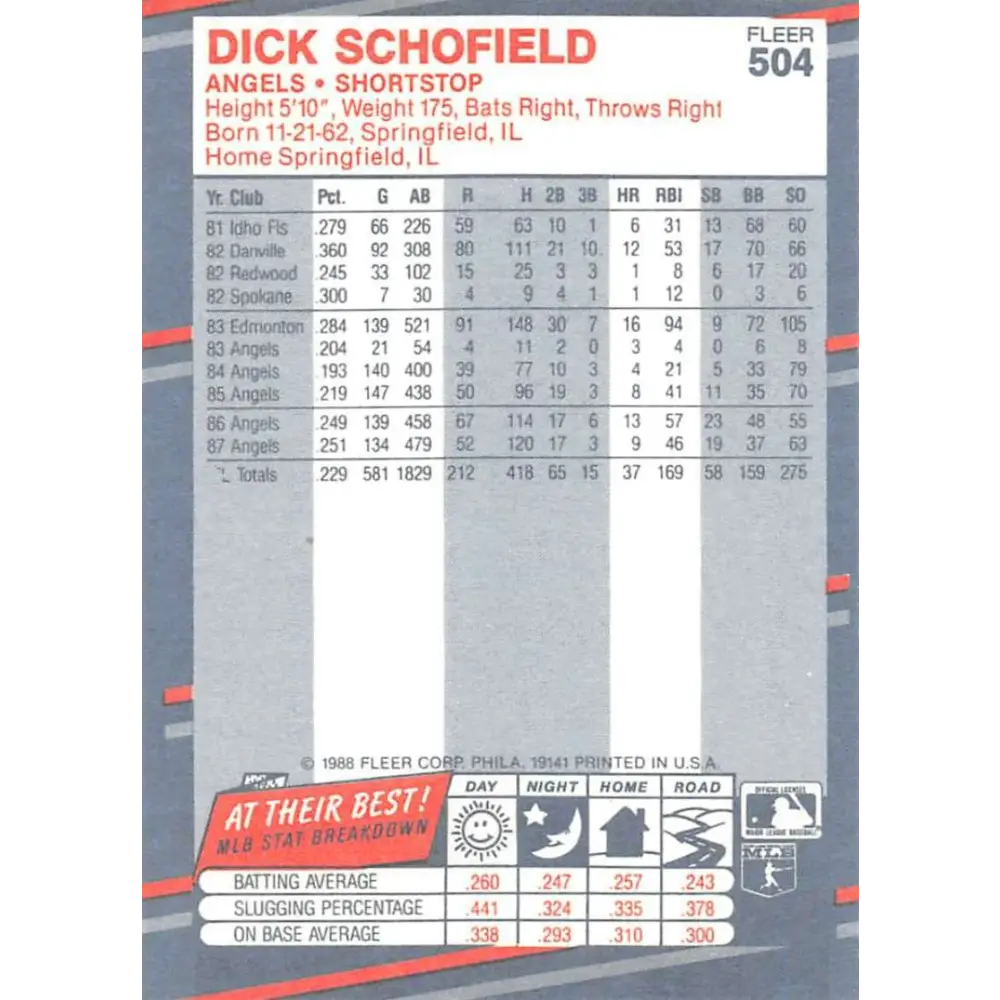 DICK SCHOFIELD
FLEER
504
ANGELS • SHORTSTOP
Height 5'10", Weight 175, Bats Right, Throws Right
Born 11-21-62, Springfield, IL
Home Springfield, IL
Yr. Club Pct. G AB R H 2B 3B HR RBI SB BB SO
81 Idho Fls .279 66 226 59 63 10 1 6 31 13 68 60
82 Danville .360 92 308 80 111 21 10 12 53 17 70 66
82 Redwood .245 33 102 15 25 3 3 1 8 6 17 20
82 Spokane .300 7 30 4 9 4 1 1 12 0 3 6
83 Edmonton .284 139 521 91 148 30 7 16 94 9 72 105
83 Angels .204 21 54 4 11 2 0 3 4 0 6 8
84 Angels .193 140 400 39 77 10 3 4 21 5 33 79
85 Angels .219 147 438 50 96 19 3 8 41 11 35 70
86 Angels .249 139 458 67 114 17 6 13 57 23 48 55
87 Angels .251 134 479 52 120 17 3 9 46 19 37 63
Totals .229 581 1829 212 418 65 15 37 169 58 159 275
© 1988 FLEER CORP. PHILA. 19141 PRINTED IN U.S.A.
AT THEIR BEST!
MLB STAT BREAKDOWN
DAY NIGHT HOME ROAD
BATTING AVERAGE .260 .247 .257 .243
SLUGGING PERCENTAGE .441 .324 .335 .378
ON BASE AVERAGE .338 .293 .310 .300
OFFICIAL LICENSEE
MAJOR LEAGUE BASEBALL
MLB